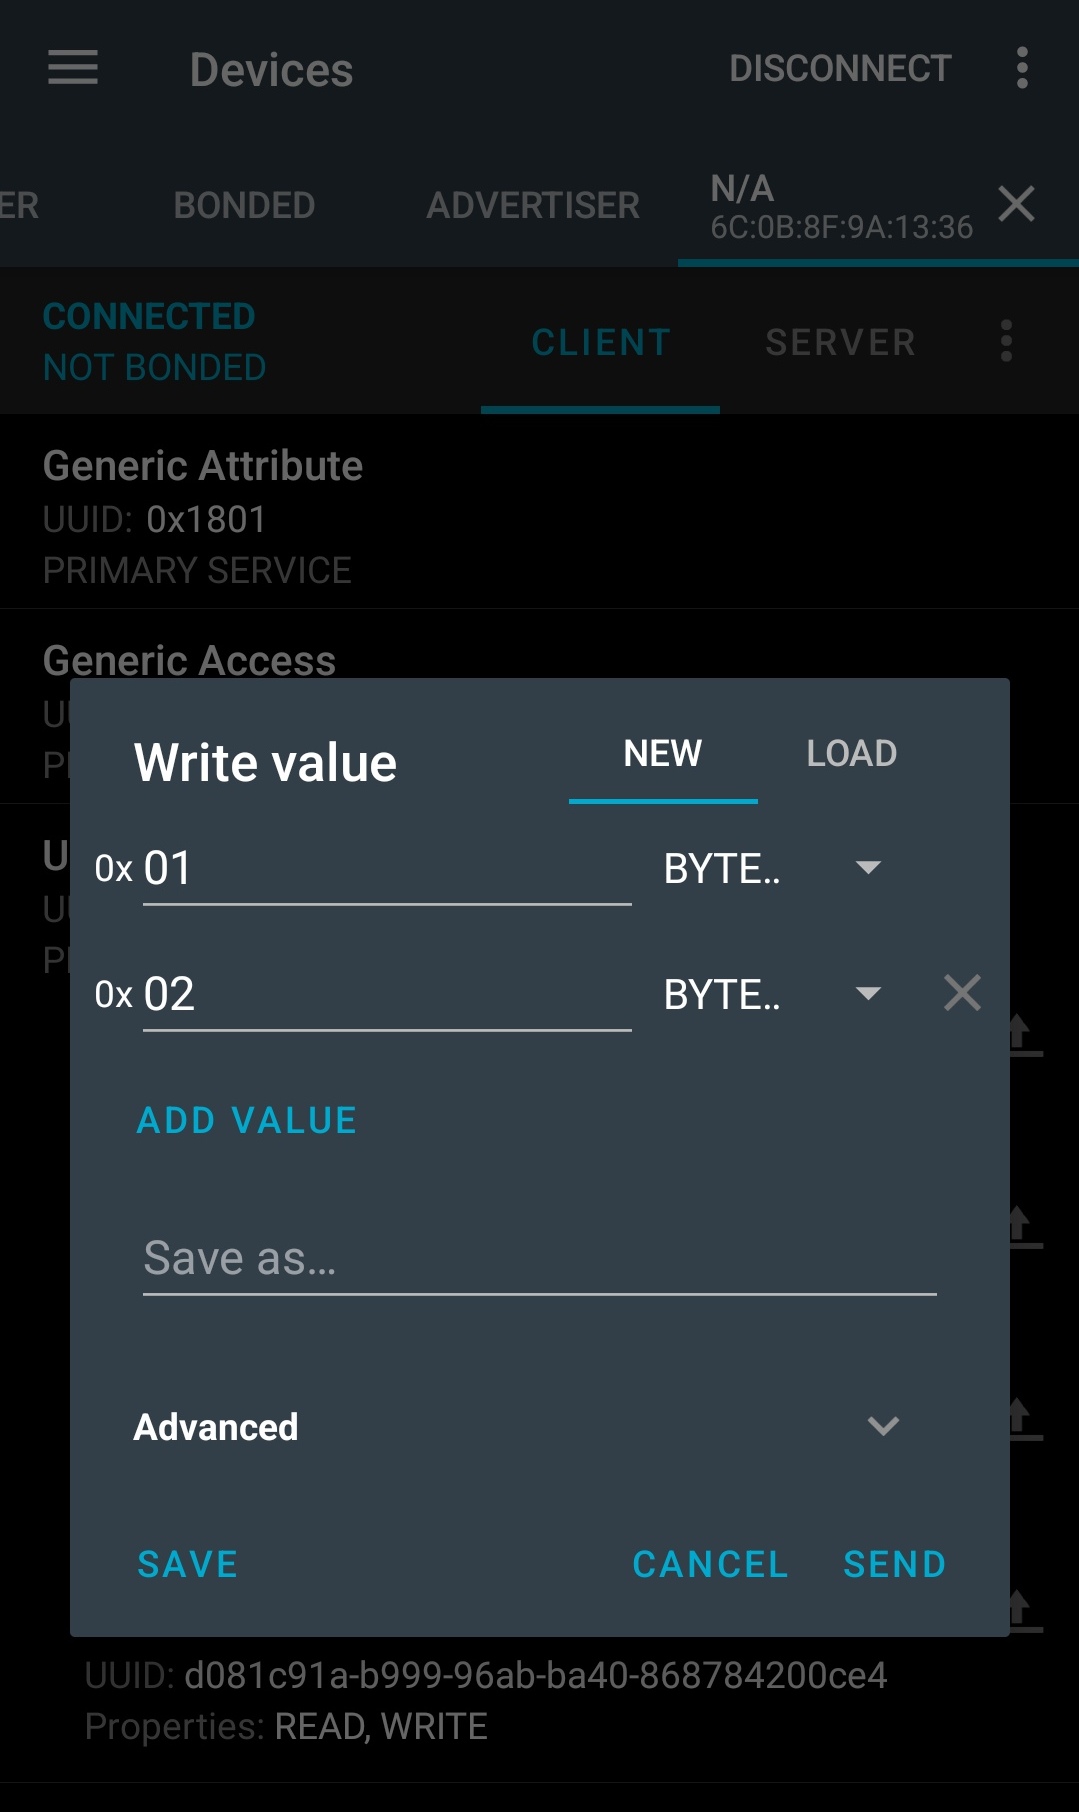 Devices
DISCONNECT
ER
BONDED
ADVERTISER
N/A
6C:0B:8F:9A:13:36
CONNECTED
NOT BONDED
CLIENT
SERVER
Generic Attribute
UUID: 0x1801
PRIMARY SERVICE
Generic Access
Write value
NEW
LOAD
0x 01
BYTE..
0x 02
BYTE..
ADD VALUE
Save as...
Advanced
SAVE
CANCEL
SEND
UUID: d081c91a-b999-96ab-ba40-868784200ce4
Properties: READ, WRITE